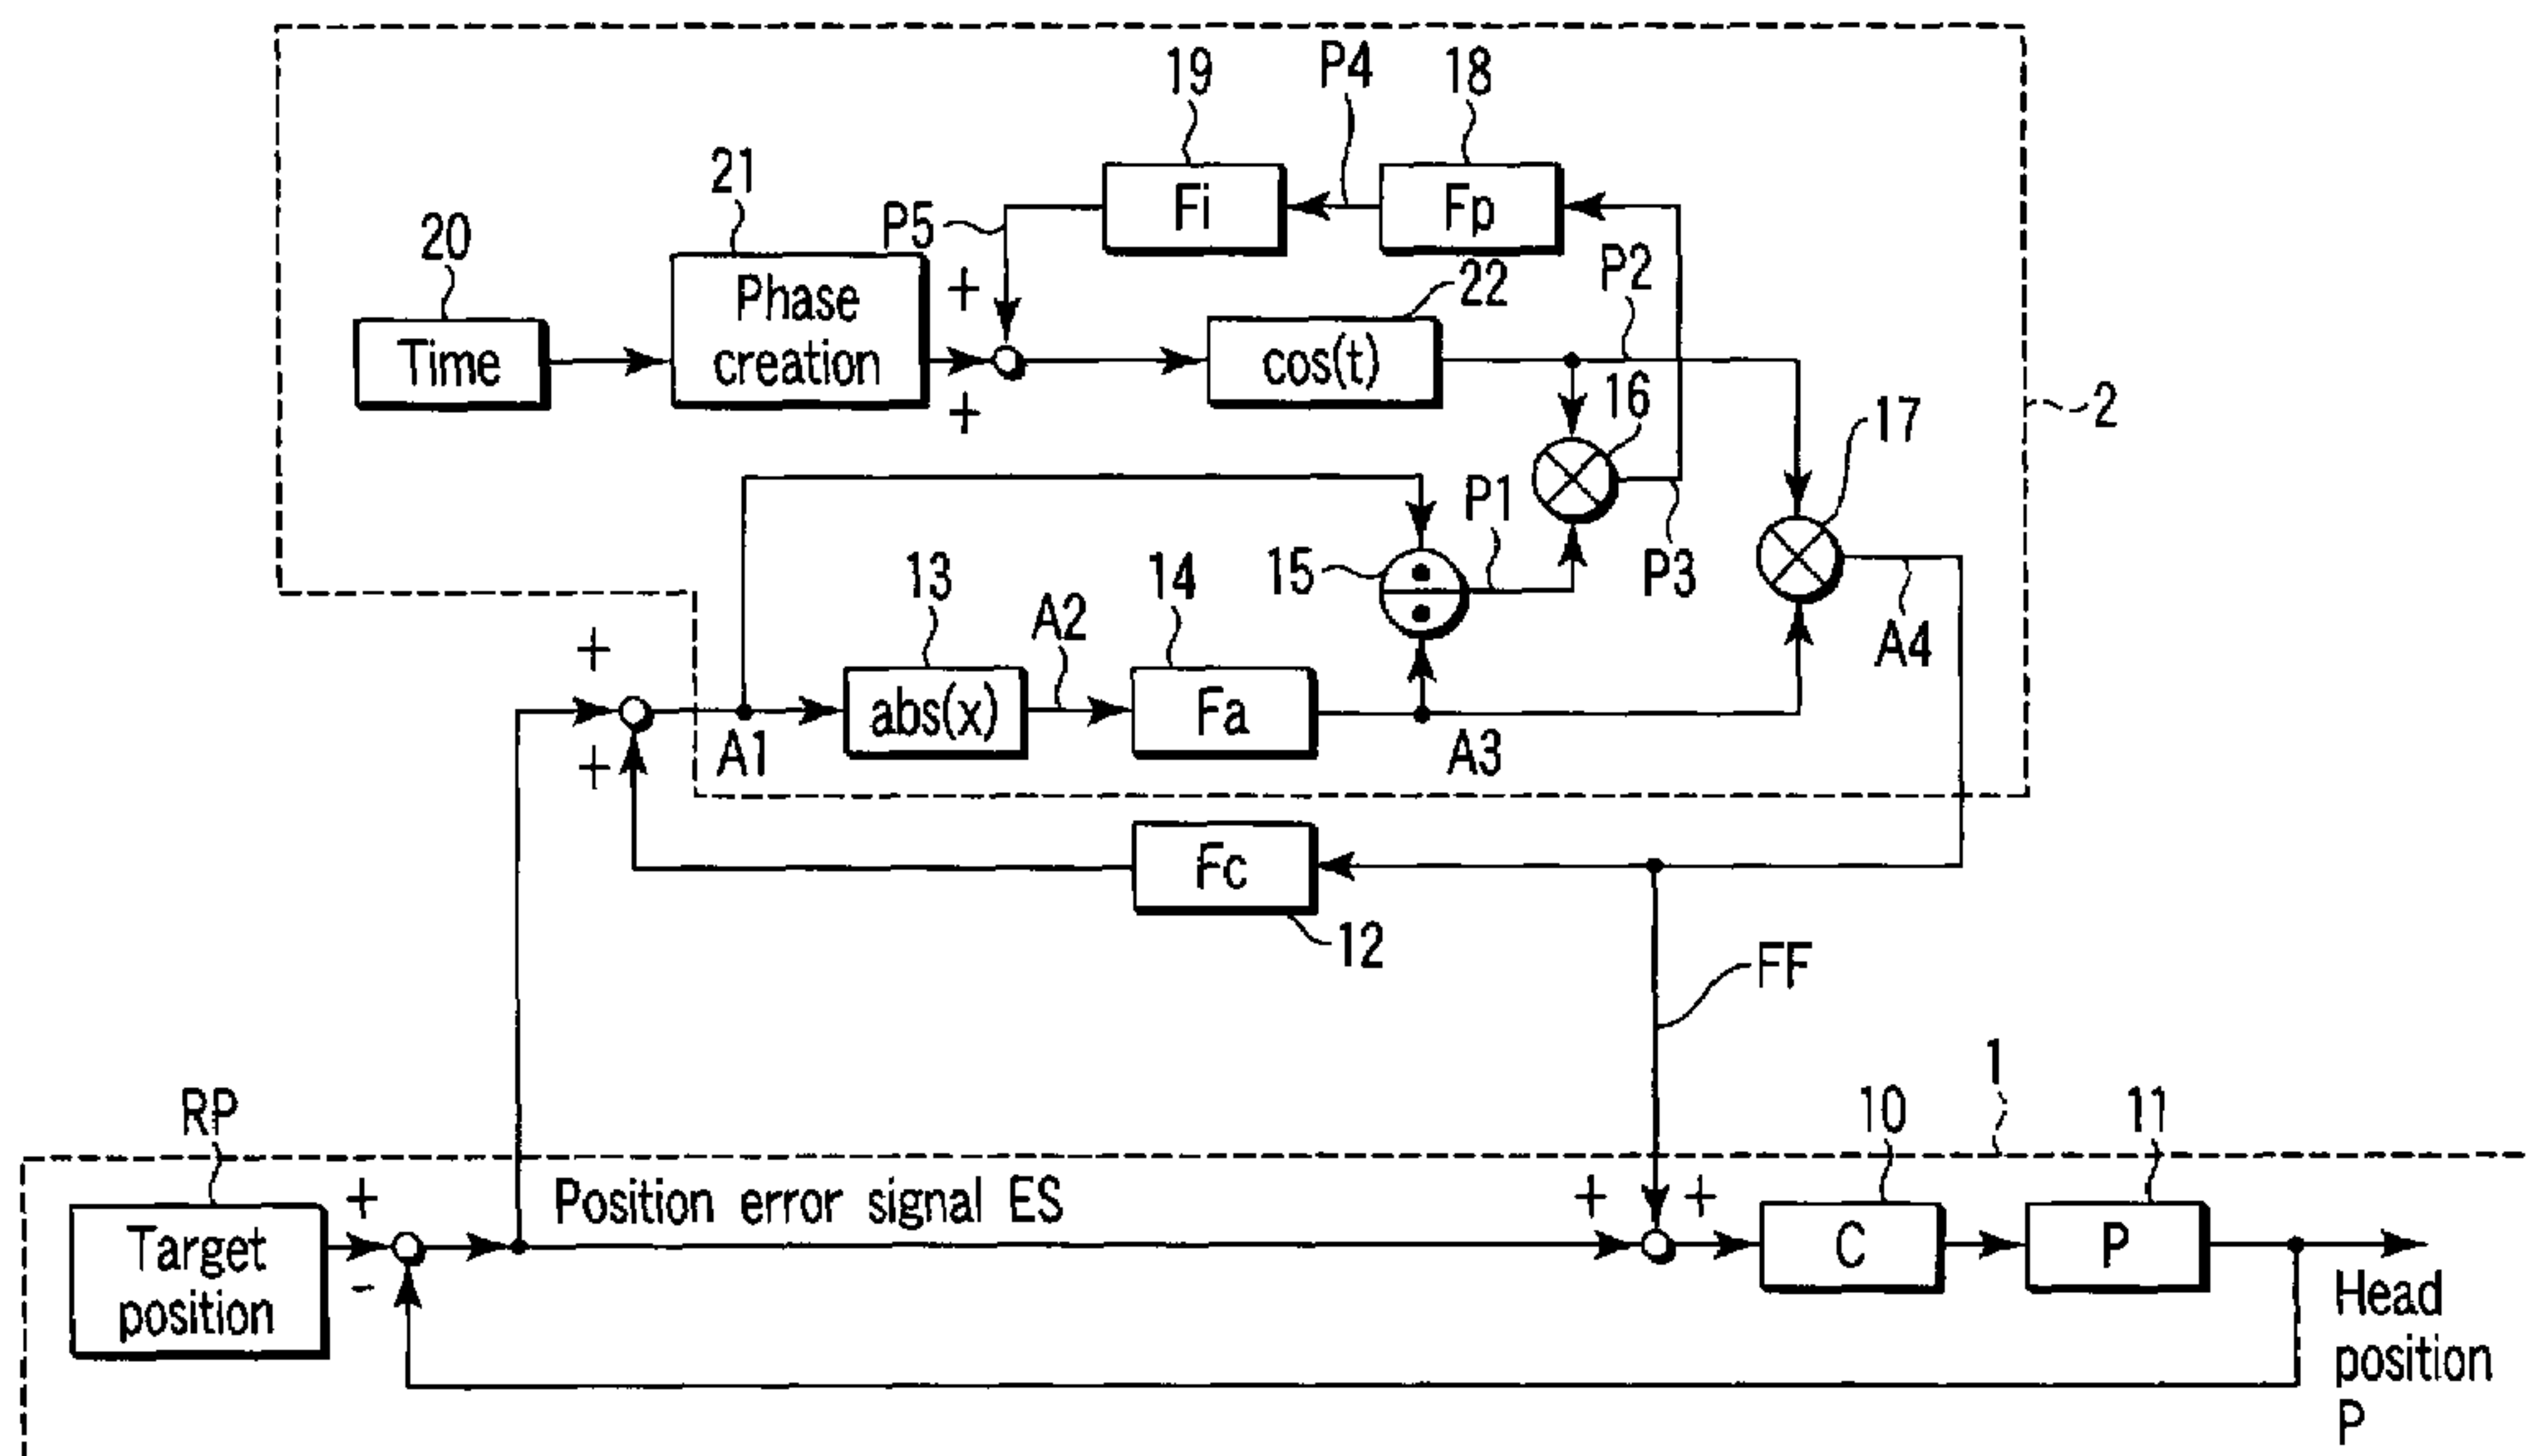 19
P4
18
21
20
P5
Fi
Fp
22
P2
+
Phase
creation
Time
+
cos(t)
16
2
17
P1
15
P3
13
14
A2
A4
+
abs(x)
Fa
+
A1
A3
Fc
12
FF
1
RP
10
11
+
Position error signal ES
+
+
Target
position
-
C
P
Head
position
P